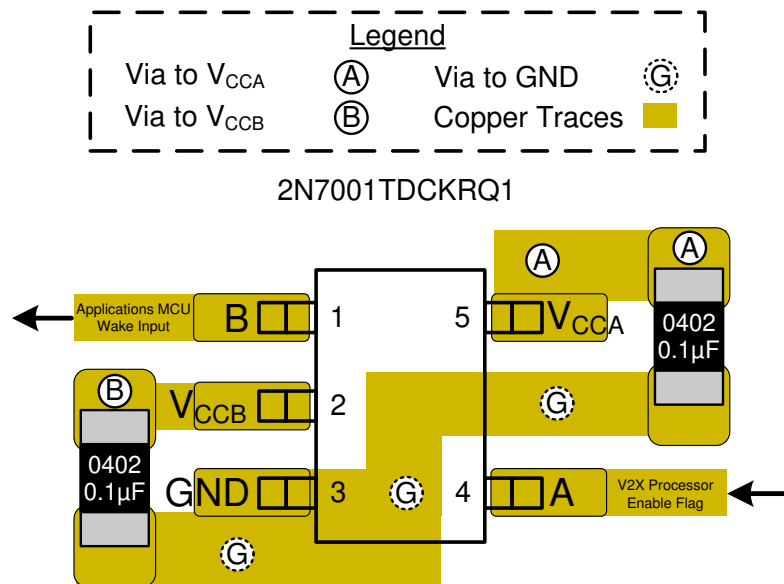 Legend
Via to VCCA A Via to GND G
Via to VCCB B Copper Traces
2N7001TDCKRQ1
A A
Applications MCU
Wake Input
B 1 5 VCCA
0402
0.1µF
B VCCB 2 G
0402
0.1µF
GND 3 G 4 A
V2X Processor
Enable Flag
G